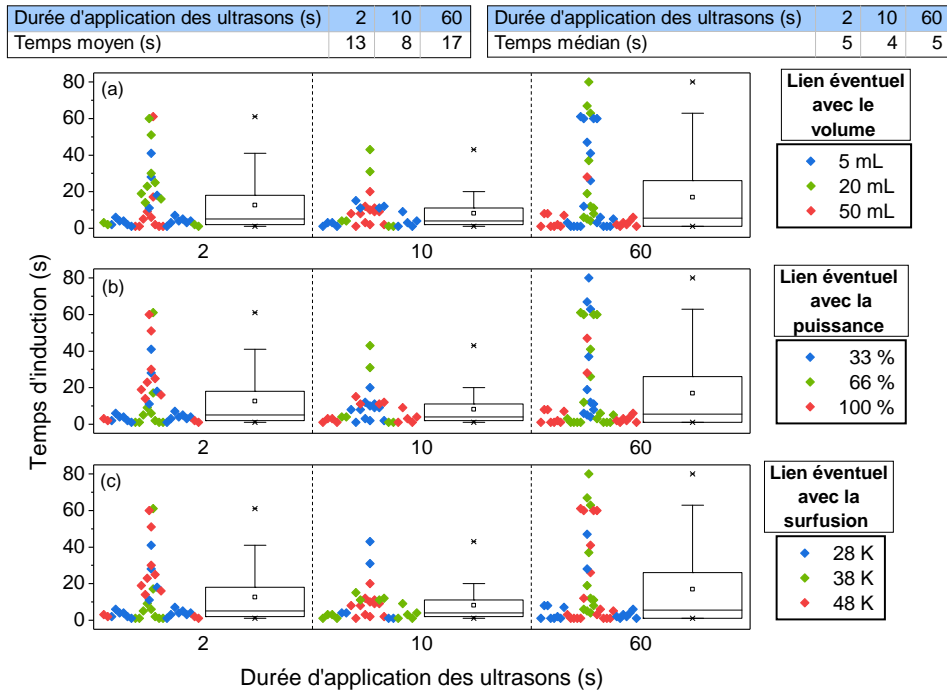 Durée d'application des ultrasons (s) 2 10 60
Temps moyen (s) 13 8 17
Durée d'application des ultrasons (s) 2 10 60
Temps médian (s) 5 4 5
Temps d'induction (s)
(a)
80
60
40
20
0
2 10 60
Lien éventuel
avec le
volume
5 mL
20 mL
50 mL
(b)
80
60
40
20
0
2 10 60
Lien éventuel
avec la
puissance
33 %
66 %
100 %
(c)
80
60
40
20
0
2 10 60
Lien éventuel
avec la
surfusion
28 K
38 K
48 K
Durée d'application des ultrasons (s)